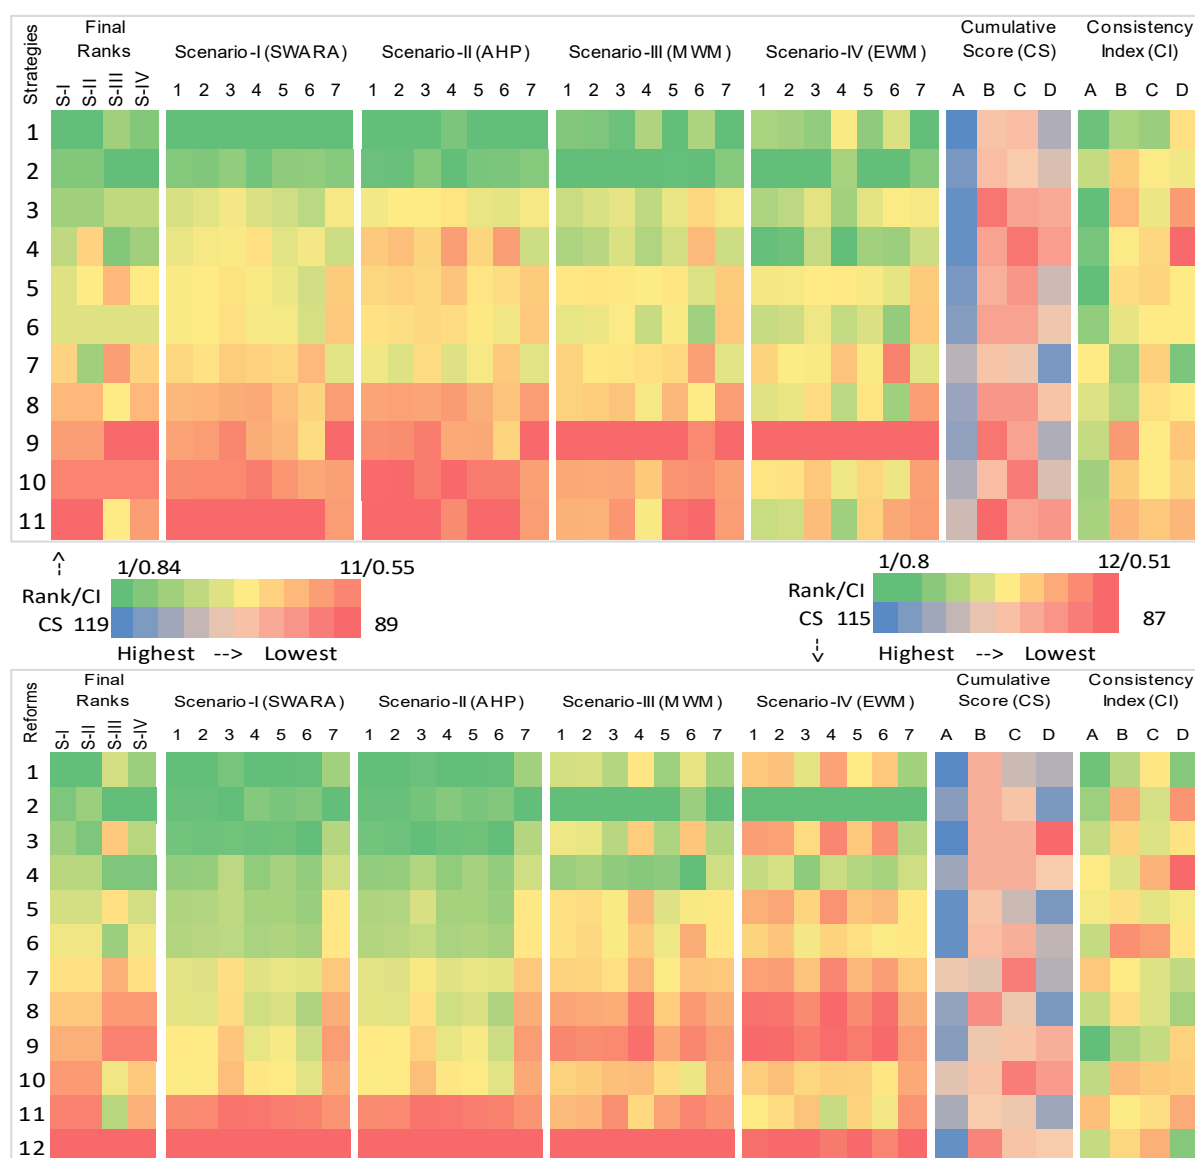 Strategies
Final Ranks
Scenario-I (SWARA)
Scenario-II (AHP)
Scenario-III (MWM)
Scenario-IV (EWM)
Cumulative Score (CS)
Consistency Index (CI)
S-I S-II S-III S-IV
1 2 3 4 5 6 7
1 2 3 4 5 6 7
1 2 3 4 5 6 7
1 2 3 4 5 6 7
A B C D
A B C D
1
2
3
4
5
6
7
8
9
10
11
1/0.84 11/0.55
Rank/CI
CS 119 89
Highest --> Lowest
1/0.8 12/0.51
Rank/CI
CS 115 87
Highest --> Lowest
Reforms
Final Ranks
Scenario-I (SWARA)
Scenario-II (AHP)
Scenario-III (MWM)
Scenario-IV (EWM)
Cumulative Score (CS)
Consistency Index (CI)
S-I S-II S-III S-IV
1 2 3 4 5 6 7
1 2 3 4 5 6 7
1 2 3 4 5 6 7
1 2 3 4 5 6 7
A B C D
A B C D
1
2
3
4
5
6
7
8
9
10
11
12